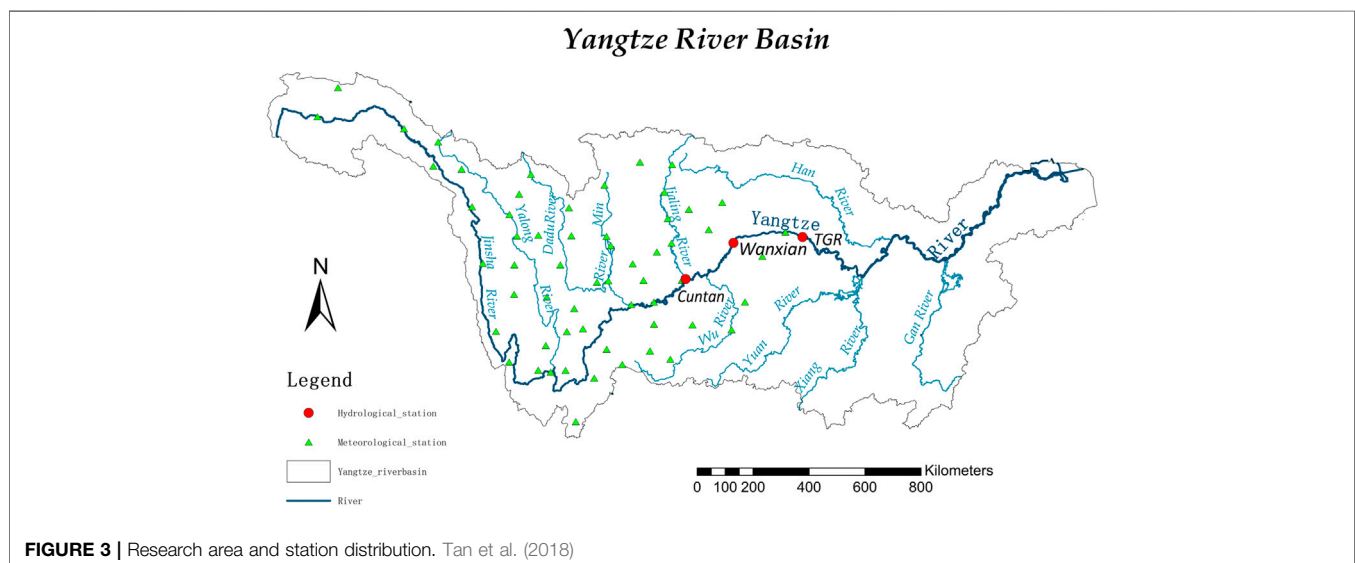 Yangtze River Basin
Han
River
Jialing
River
Min
River
DaduRiver
Yalong
River
Jinsha
River
Yangtze
River
TGR
Wanxian
Cuntan
Wu River
Yuan
River
Xiang
River
Gan River
N
Legend
Hydrological_station
Meteorological_station
Yangtze_riverbasin
River
Kilometers
0 100 200 400 600 800
FIGURE 3 | Research area and station distribution. Tan et al. (2018)